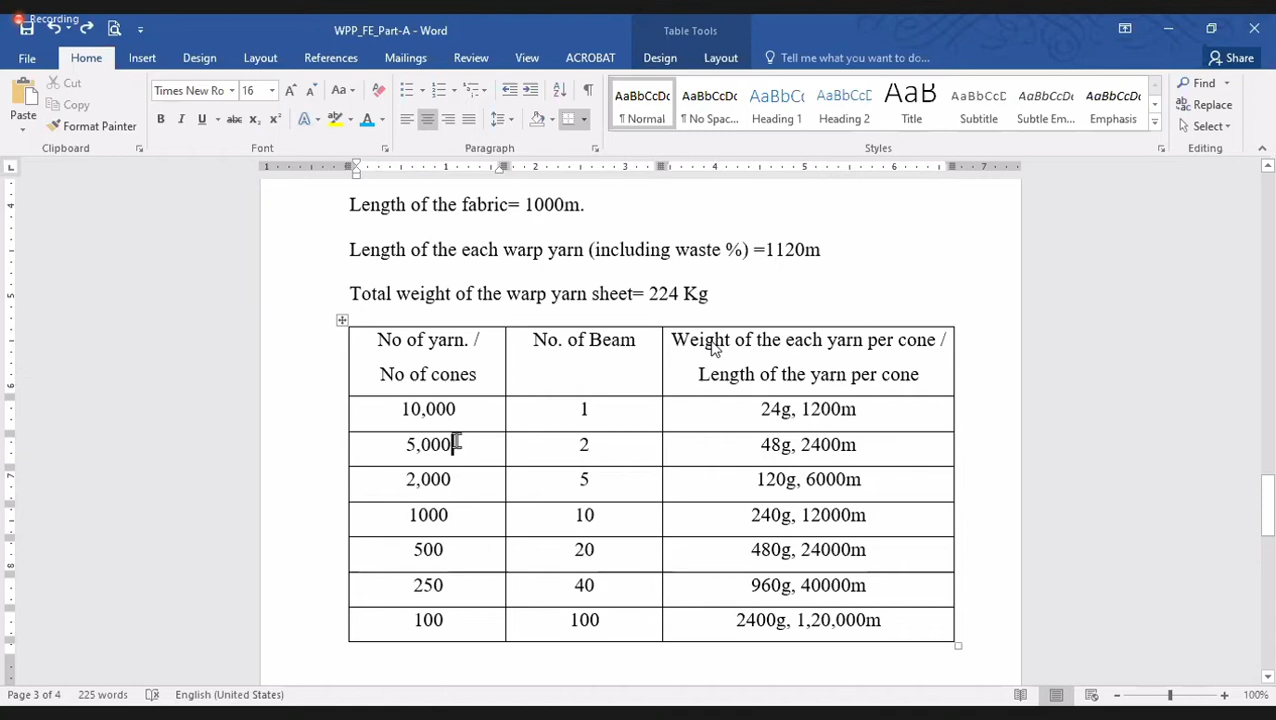 Recording
WPP_FE_Part-A - Word
Table Tools
Share
File
Home
Insert
Design
Layout
References
Mailings
Review
View
ACROBAT
Design
Layout
Tell me what you want to do...
Cut
Copy
Format Painter
Paste
Clipboard
Times New Ro
16
Font
Paragraph
AaBbCcDc
¶ Normal
AaBbCcDc
¶ No Spac...
AaBbCc
Heading 1
AaBbCcD
Heading 2
AaB
Title
AaBbCcD
Subtitle
AaBbCcDc
Subtle Em...
AaBbCcDc
Emphasis
Styles
Find
Replace
Select
Editing
Length of the fabric= 1000m.
Length of the each warp yarn (including waste %) =1120m
Total weight of the warp yarn sheet= 224 Kg
No of yarn. /
No of cones
No. of Beam
Weight of the each yarn per cone /
Length of the yarn per cone
10,000 1 24g, 1200m
5,000 2 48g, 2400m
2,000 5 120g, 6000m
1000 10 240g, 12000m
500 20 480g, 24000m
250 40 960g, 40000m
100 100 2400g, 1,20,000m
Page 3 of 4
225 words
English (United States)
100%